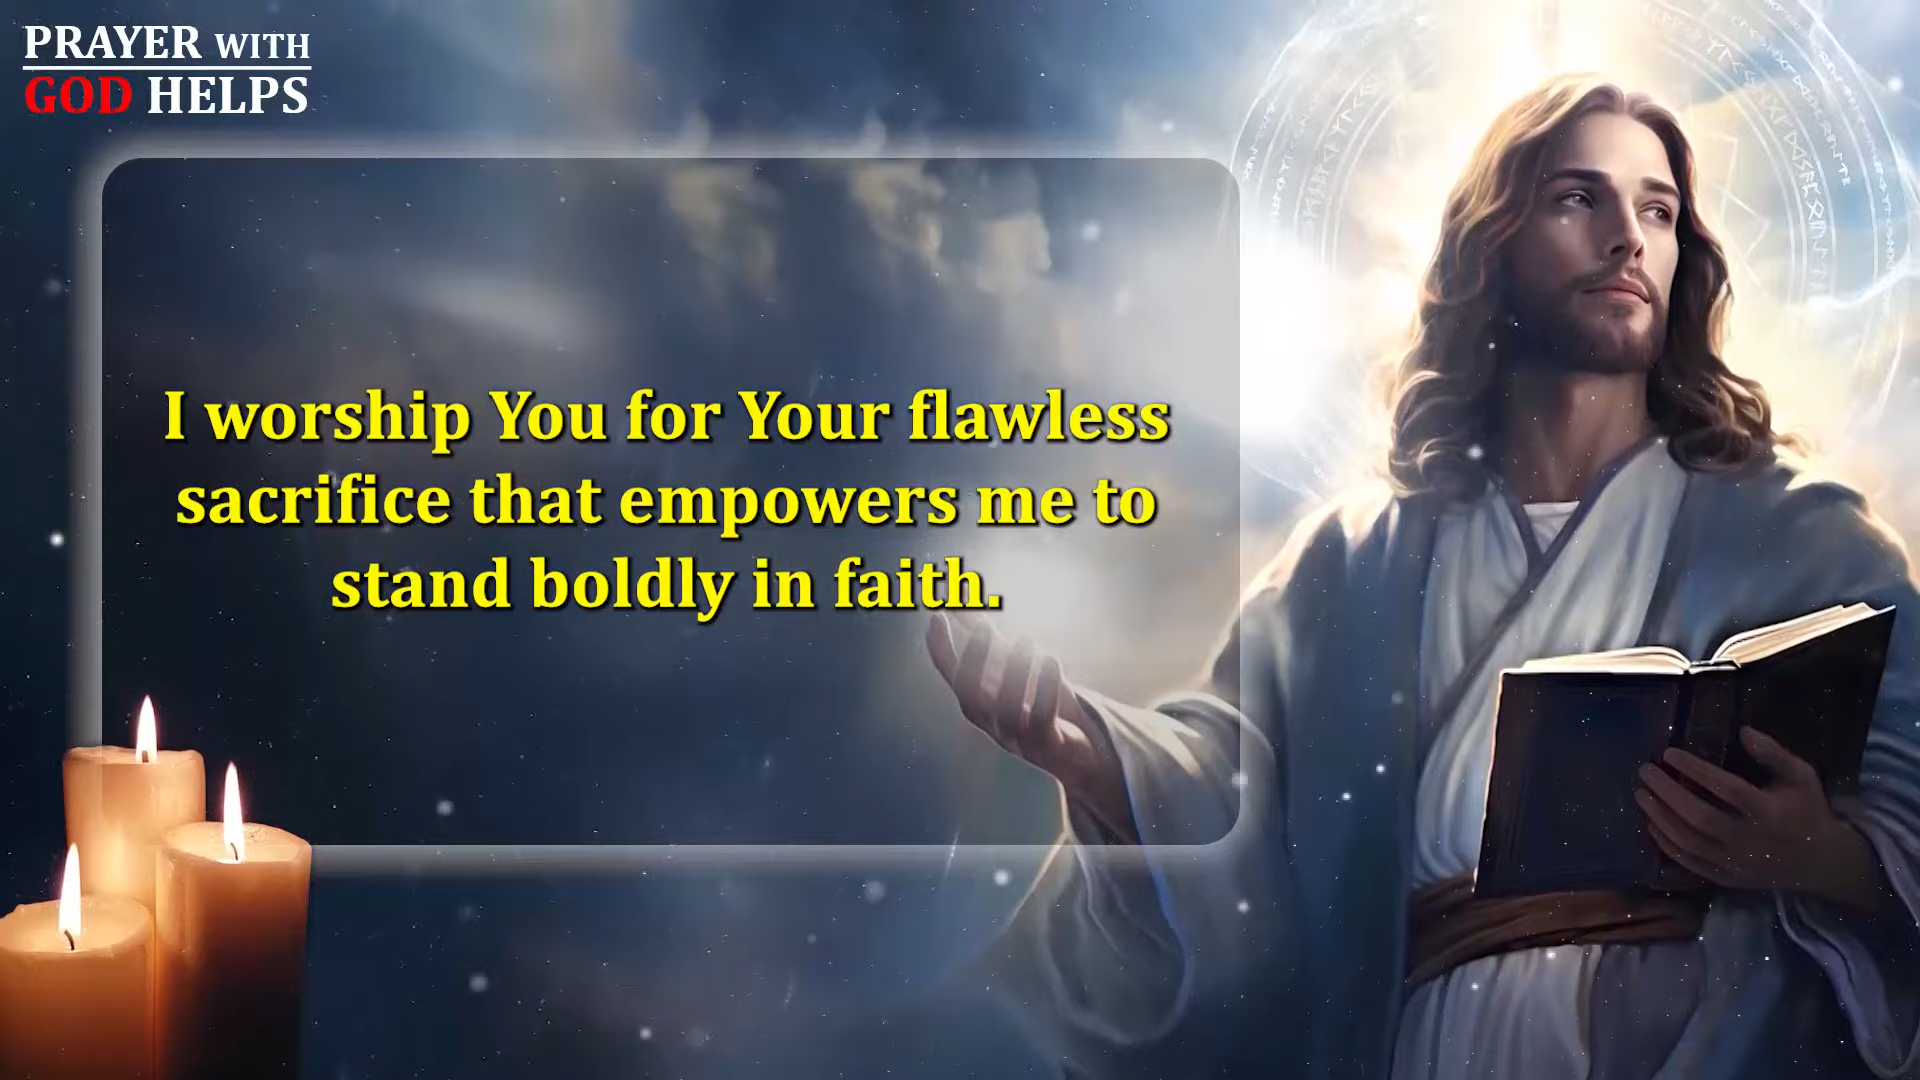 PRAYER WITH
GOD HELPS
I worship You for Your flawless
sacrifice that empowers me to
stand boldly in faith.